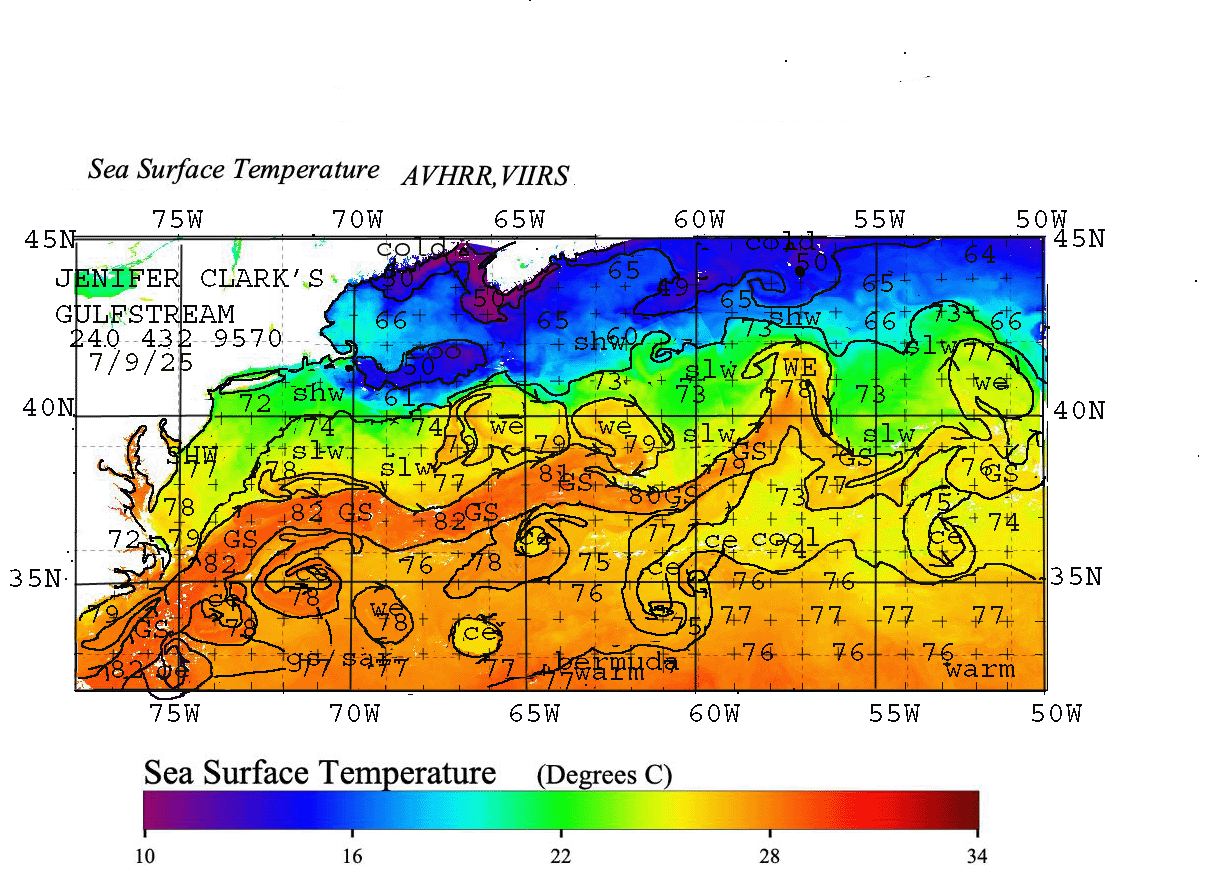 Sea Surface Temperature AVHRR,VIIRS
75W 70W 65W 60W 55W 50W
45N cold cold 45N
JENIFER CLARK'S 50 65 50 64
GULFSTREAM 50 49 65 65
240 432 9570 66 65 shw 60 73 shw 66 73 66
7/9/25 50 slw 77
shw 61 73 slw WE we
40N 72 73 78 73 40N
74 slw 74 we we slw slw
SHW 79 79 79 GS GS
77 78 slw 77 81 GS 79 76 GS
78 82 GS 82 GS 80 GS 73 77 75
72 79 GS 77 ce cool 74
82 76 78 ce 75 ce 74 ce
35N ce 76 76 35N
79 78 we 76
GS 78 78 ce 75 77 77 77 77
82 ce gs/sar 77 77 77 bermuda 76 76 76
77 warm warm
75W 70W 65W 60W 55W 50W
Sea Surface Temperature (Degrees C)
10 16 22 28 34